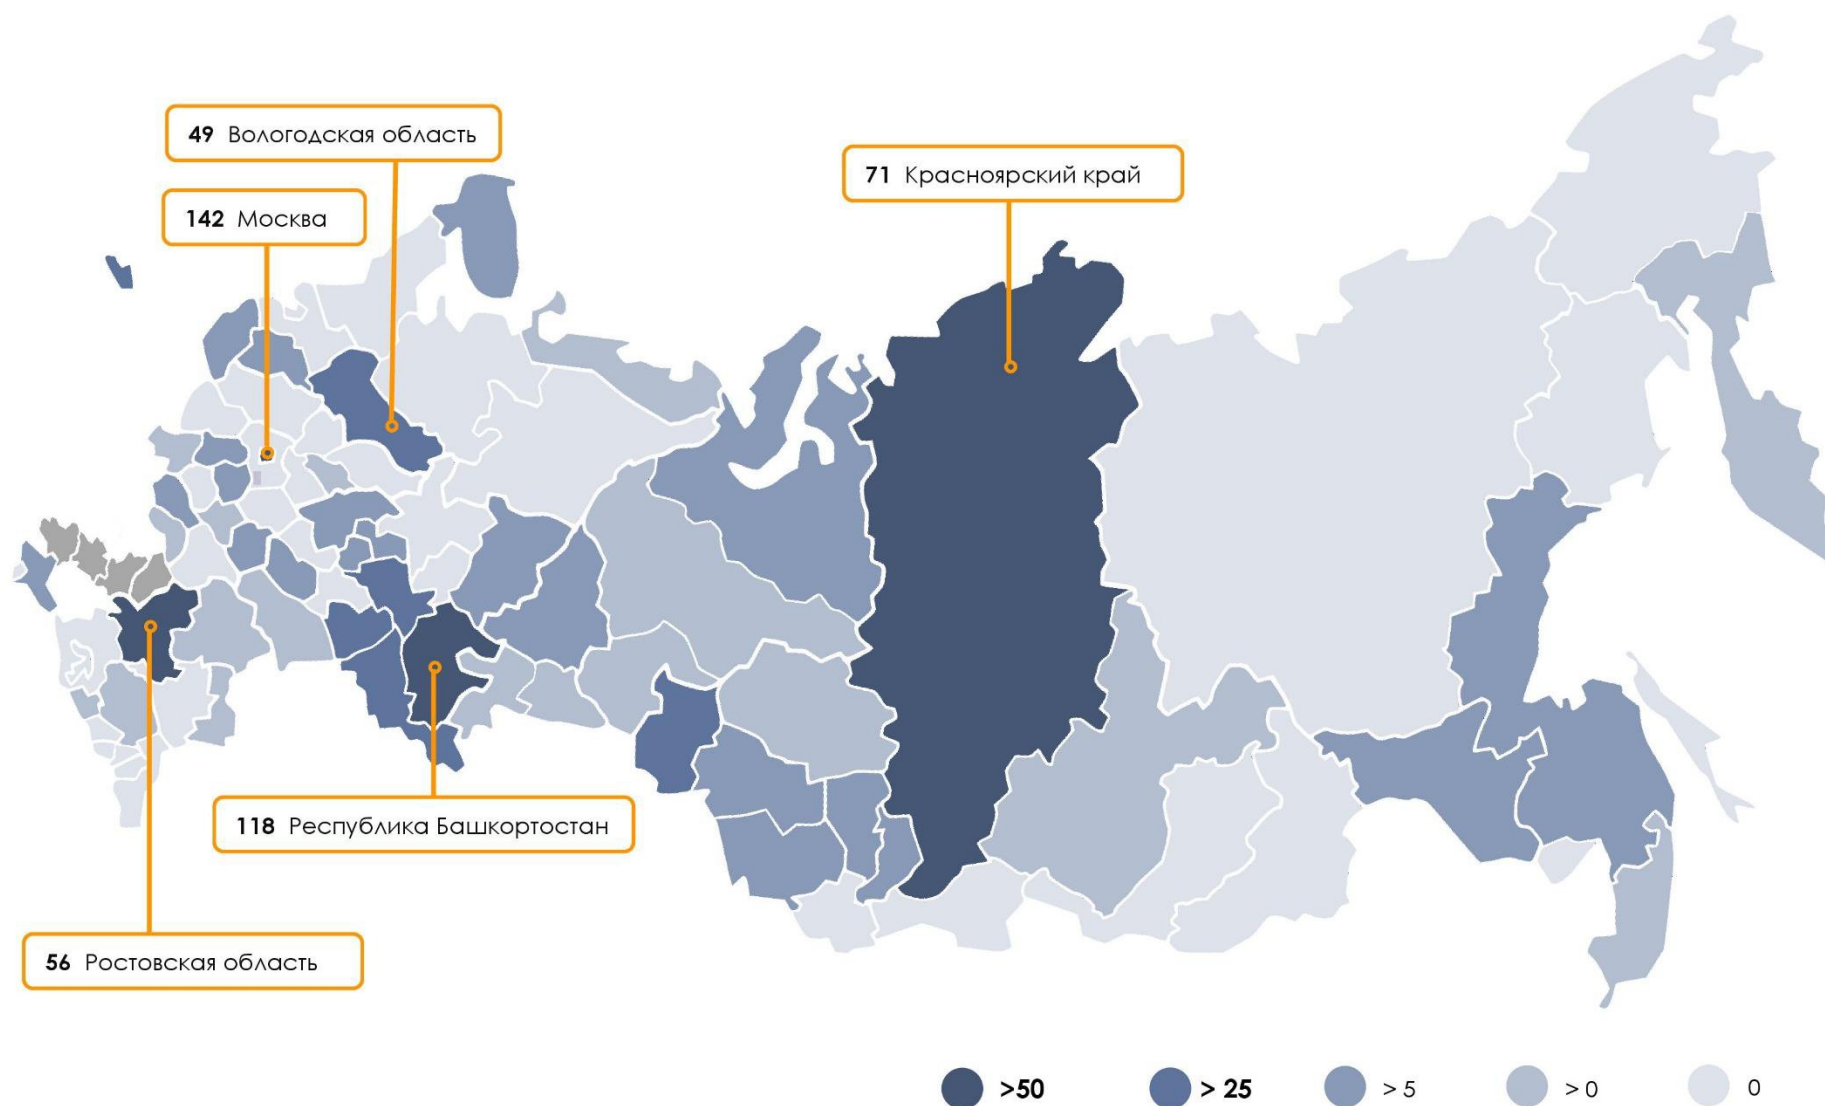 49 Вологодская область
71 Красноярский край
142 Москва
118 Республика Башкортостан
56 Ростовская область
>50
> 25
> 5
> 0
0